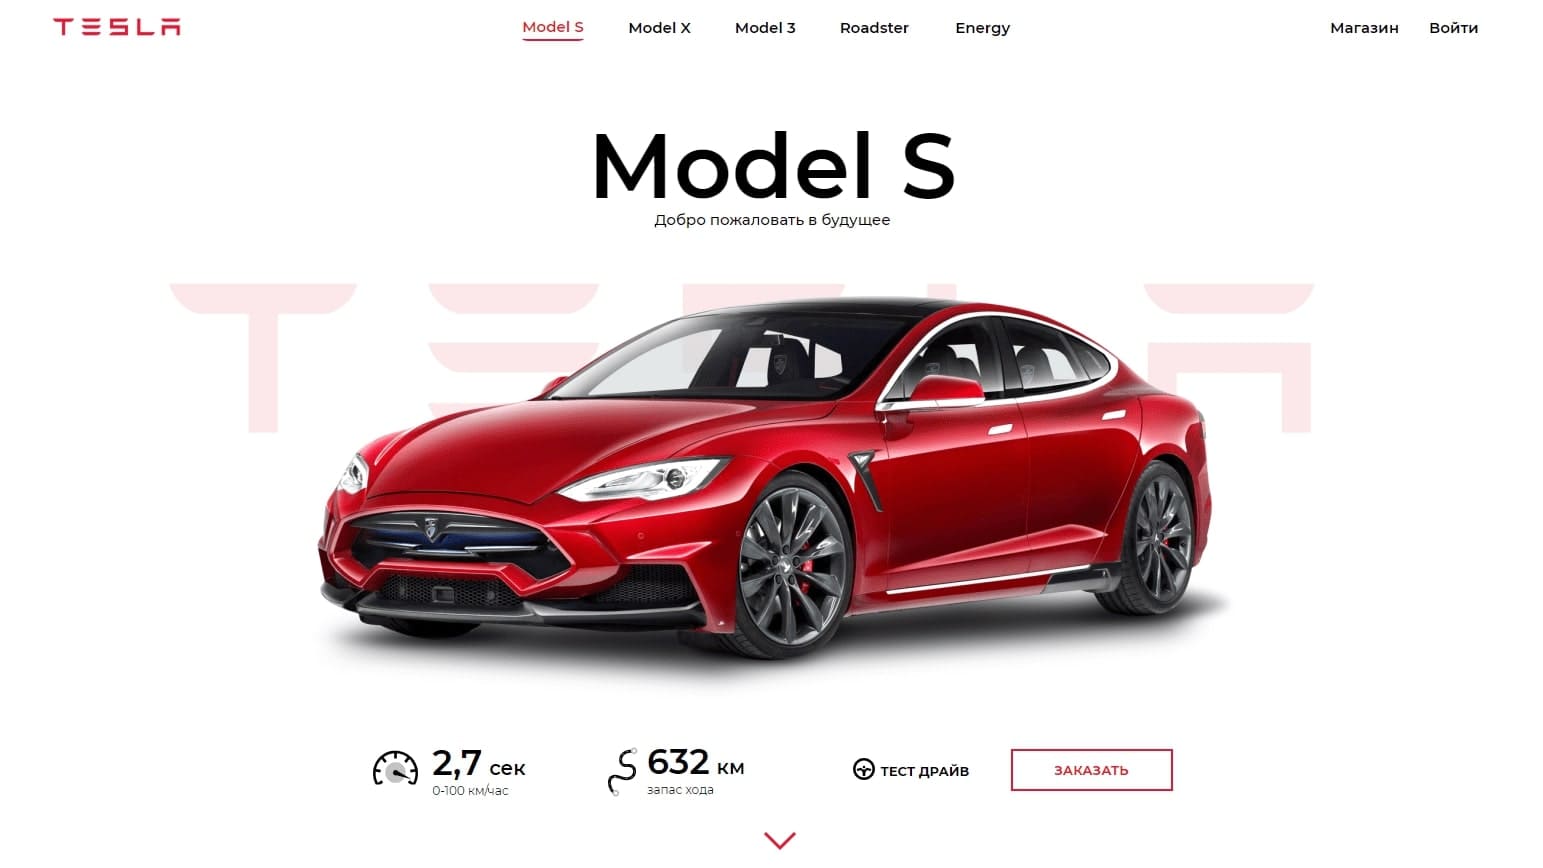 TESLA
Model S
Model X
Model 3
Roadster
Energy
Магазин
Войти
Model S
Добро пожаловать в будущее
TESLA
2,7 сек
0-100 км/час
632 км
запас хода
ТЕСТ ДРАЙВ
ЗАКАЗАТЬ